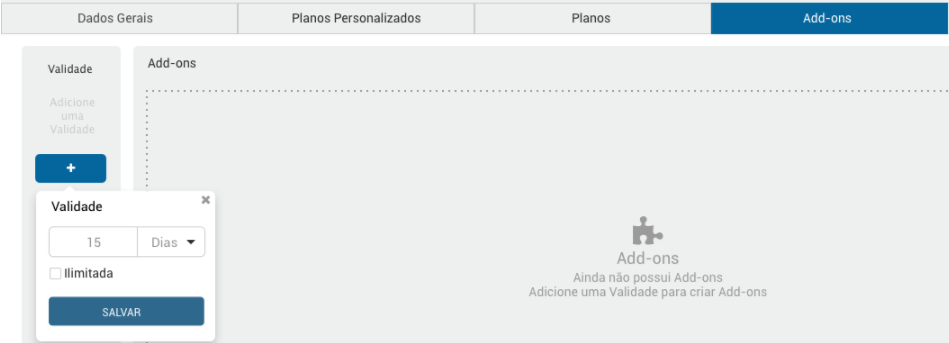 Dados Gerais
Planos Personalizados
Planos
Add-ons
Validade
Adicione
uma
Validade
+
Validade
15
Dias
Ilimitada
SALVAR
Add-ons
Add-ons
Ainda não possui Add-ons
Adicione uma Validade para criar Add-ons